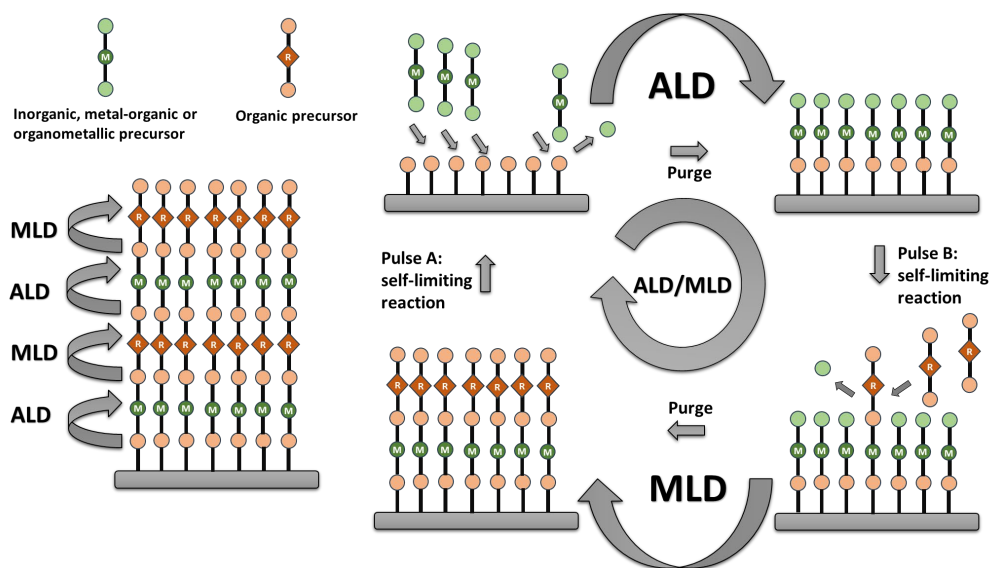 M
R
Inorganic, metal-organic or
organometallic precursor
Organic precursor
MLD
ALD
MLD
ALD
R R R R R R R
M M M M M M M
R R R R R R R
M M M M M M M
M M M M
ALD
Purge
M M M M M M M
Pulse A:
self-limiting
reaction
ALD/MLD
Pulse B:
self-limiting
reaction
R R R R R R R
M M M M M M M
Purge
MLD
R R R
M M M M M M M